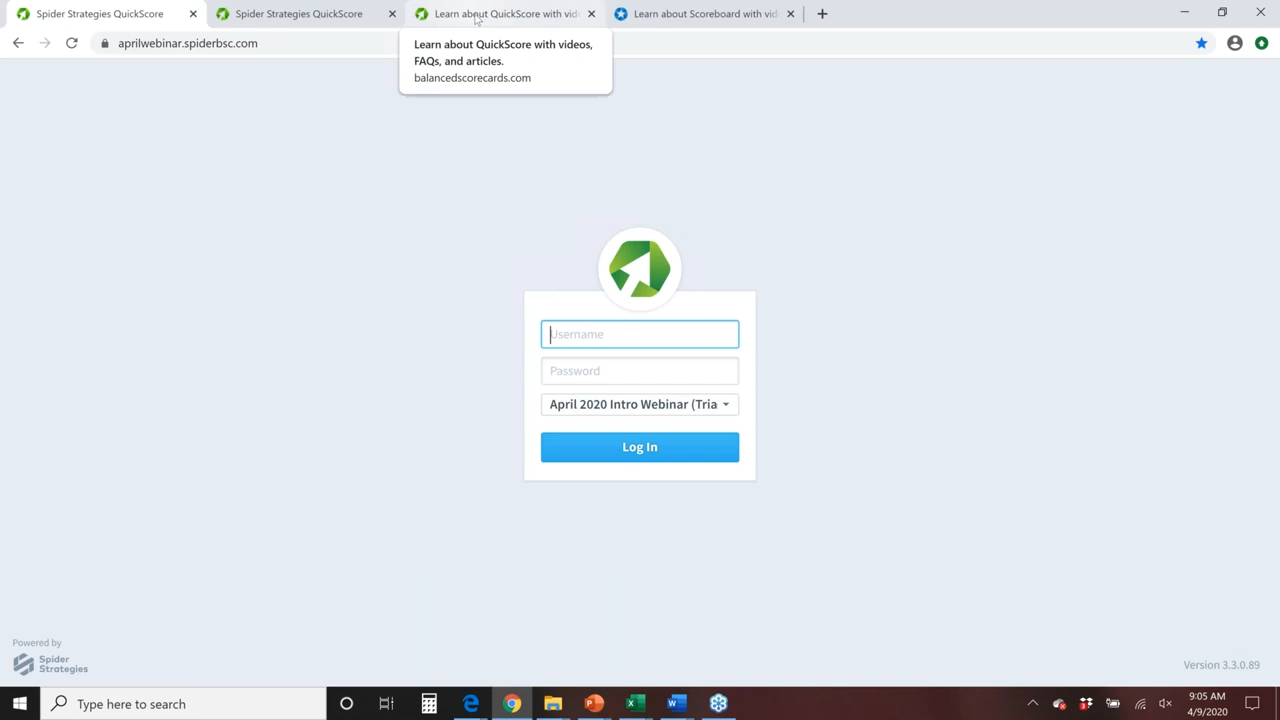 Spider Strategies QuickScore
Spider Strategies QuickScore
Learn about QuickScore with vid
Learn about Scoreboard with vid
aprilwebinar.spiderbsc.com
Learn about QuickScore with videos,
FAQs, and articles.
balancedscorecards.com
Username
Password
April 2020 Intro Webinar (Tria
Log In
Powered by
Spider
Strategies
Version 3.3.0.89
Type here to search
9:05 AM
4/9/2020